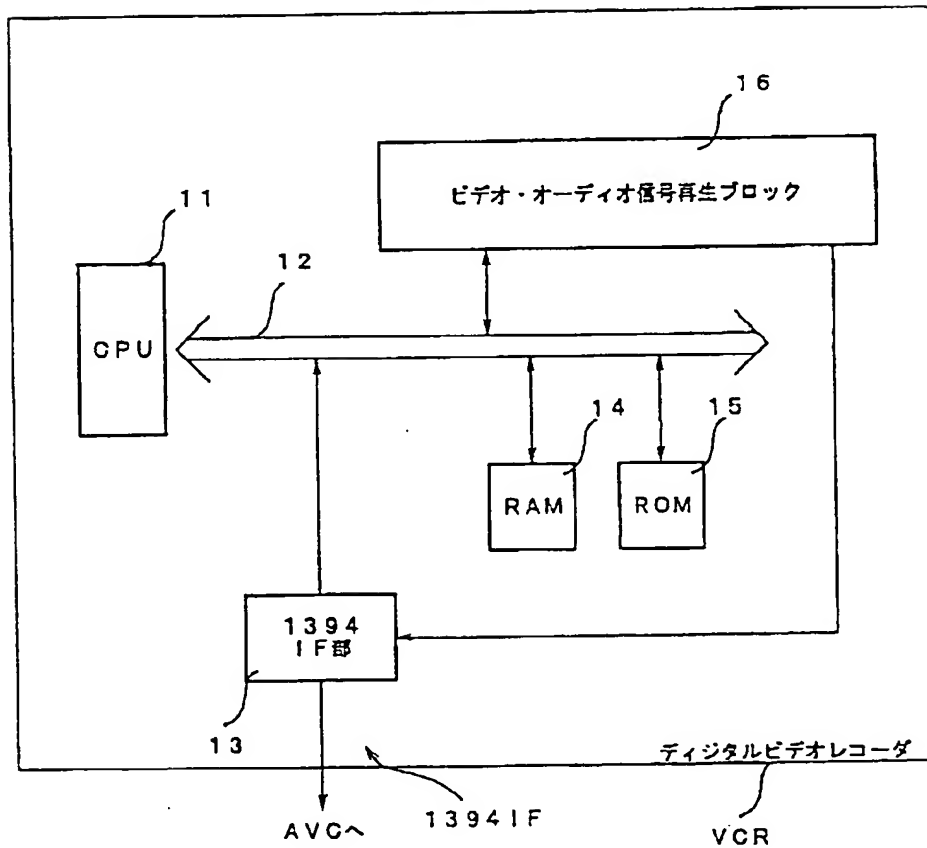 16
ビデオ・オーディオ信号再生ブロック
11
12
CPU
14
15
RAM
ROM
1394
IF部
13
ディジタルビデオレコーダ
AVCへ
1394IF
VCR